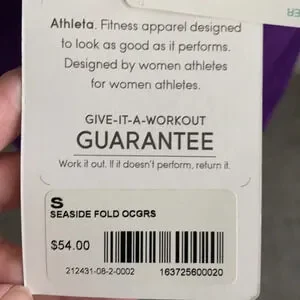 Athleta. Fitness apparel designed
to look as good as it performs.
Designed by women athletes
for women athletes.
GIVE-IT-A-WORKOUT
GUARANTEE
Work it out. If it doesn't perform, return it.
S
SEASIDE FOLD OCGRS
$54.00
212431-08-2-0002 163725600020